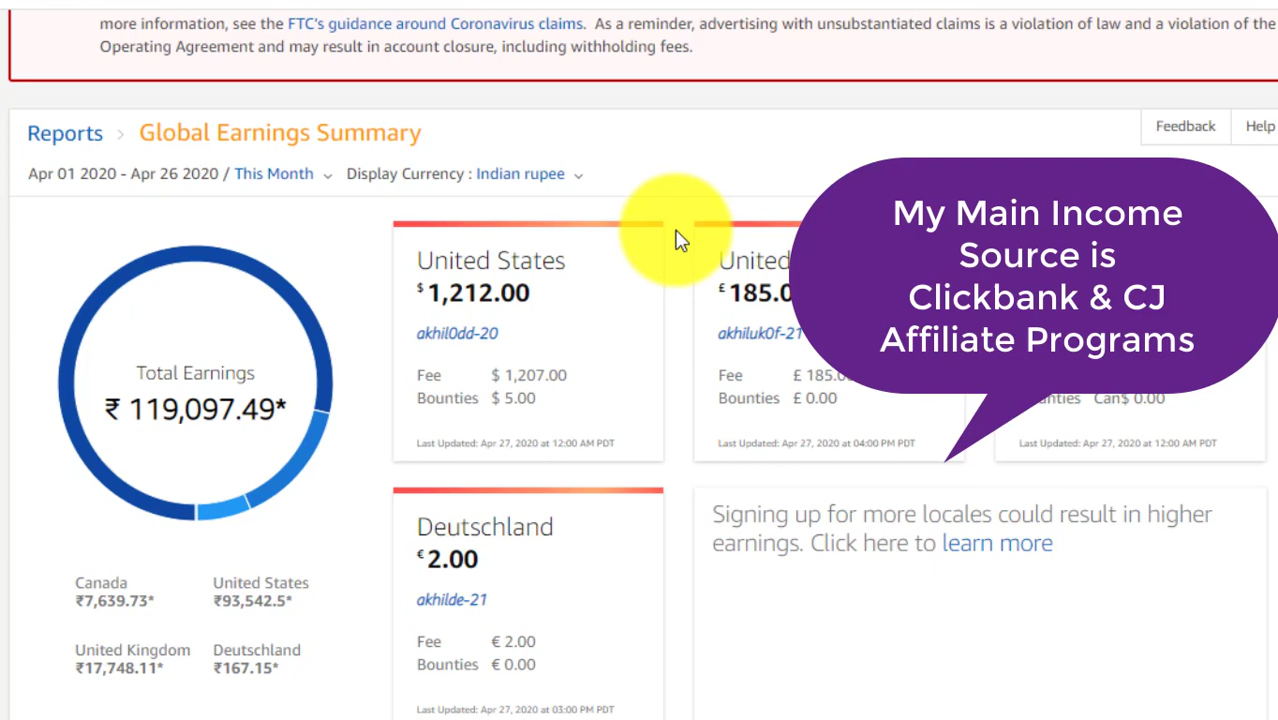 more information, see the FTC's guidance around Coronavirus claims. As a reminder, advertising with unsubstantiated claims is a violation of law and a violation of the
Operating Agreement and may result in account closure, including withholding fees.
Reports > Global Earnings Summary
Feedback
Help
Apr 01 2020 - Apr 26 2020 / This Month Display Currency : Indian rupee
Total Earnings
₹ 119,097.49*
Canada
₹7,639.73*
United States
₹93,542.5*
United Kingdom
₹17,748.11*
Deutschland
₹167.15*
United States
$1,212.00
akhil0dd-20
Fee $ 1,207.00
Bounties $ 5.00
Last Updated: Apr 27, 2020 at 12:00 AM PDT
£185.0
akhiluk0f-21
Fee £ 185.0
Bounties £ 0.00
Last Updated: Apr 27, 2020 at 04:00 PM PDT
Can$ 0.00
Last Updated: Apr 27, 2020 at 12:00 AM PDT
My Main Income
Source is
Clickbank & CJ
Affiliate Programs
Deutschland
€2.00
akhilde-21
Fee € 2.00
Bounties € 0.00
Last Updated: Apr 27, 2020 at 03:00 PM PDT
Signing up for more locales could result in higher
earnings. Click here to learn more